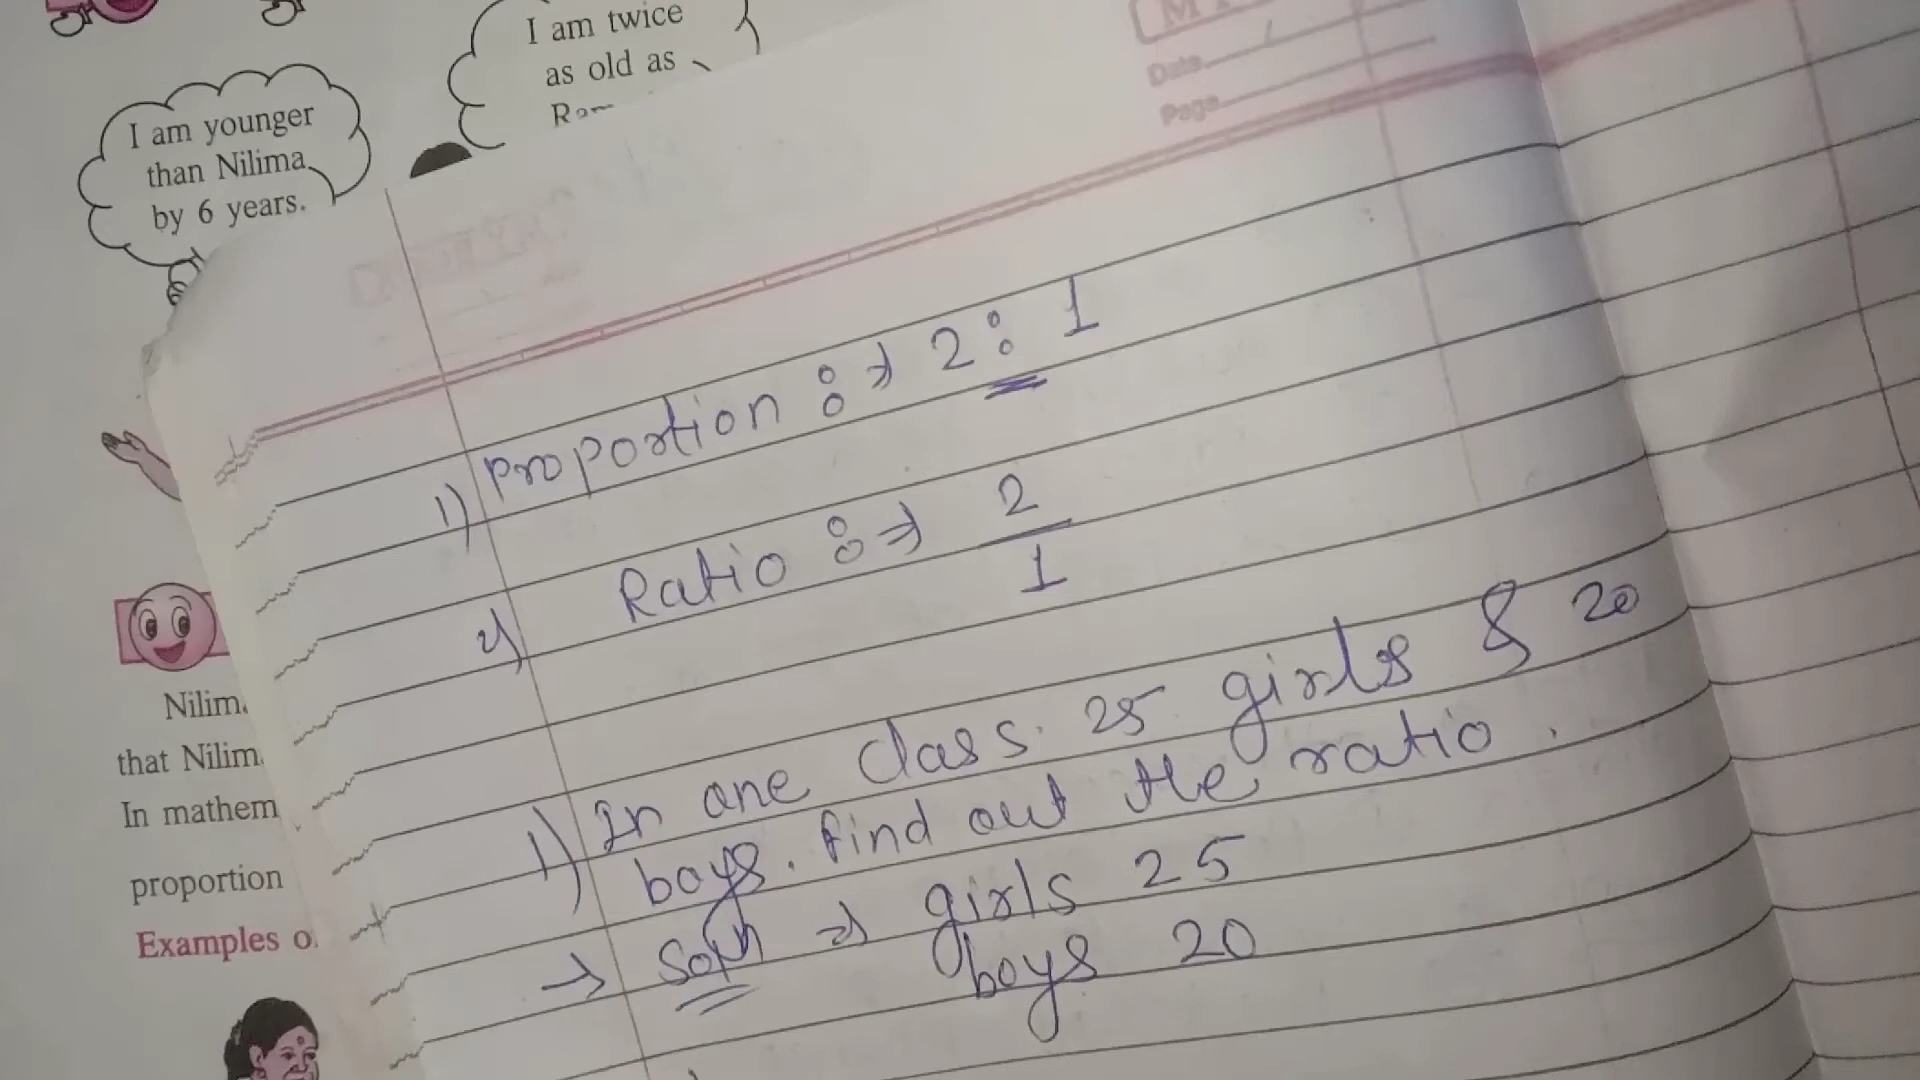 I am twice
as old as
I am younger
than Nilima
by 6 years.
Date
Page
1) Proportion :→ 2 : 1
2) Ratio :→ 2
1
1) In one class. 25 girls & 20
boys. find out the ratio.
→ Soln ⇒ girls 25
boys 20
Nilim
that Nilim
In mathem
proportion
Examples o